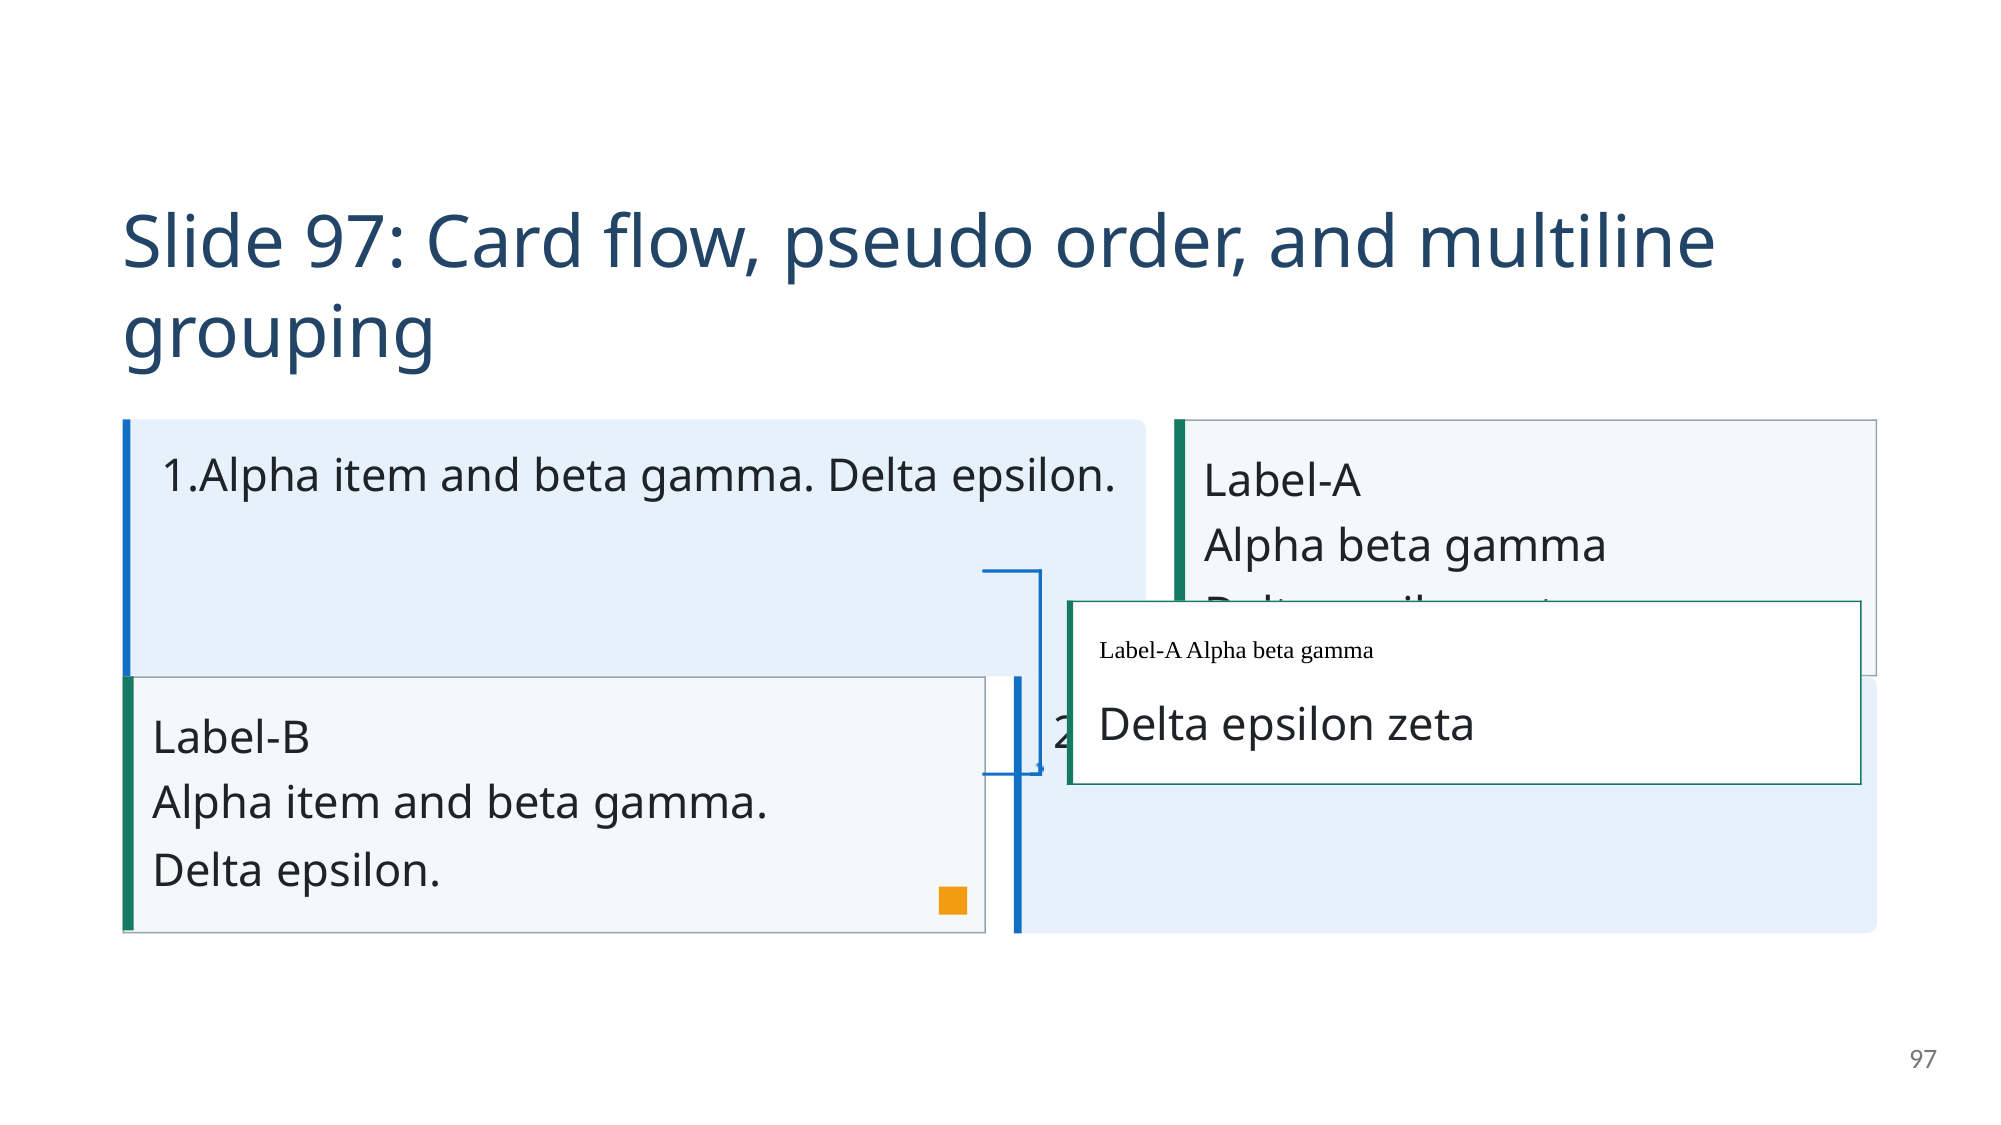 Slide 97: Card flow, pseudo order, and multiline
grouping
1.Alpha item and beta gamma. Delta epsilon.
Label-A
Alpha beta gamma
Label-A Alpha beta gamma
Delta epsilon zeta
Label-B
Alpha item and beta gamma.
Delta epsilon.
97